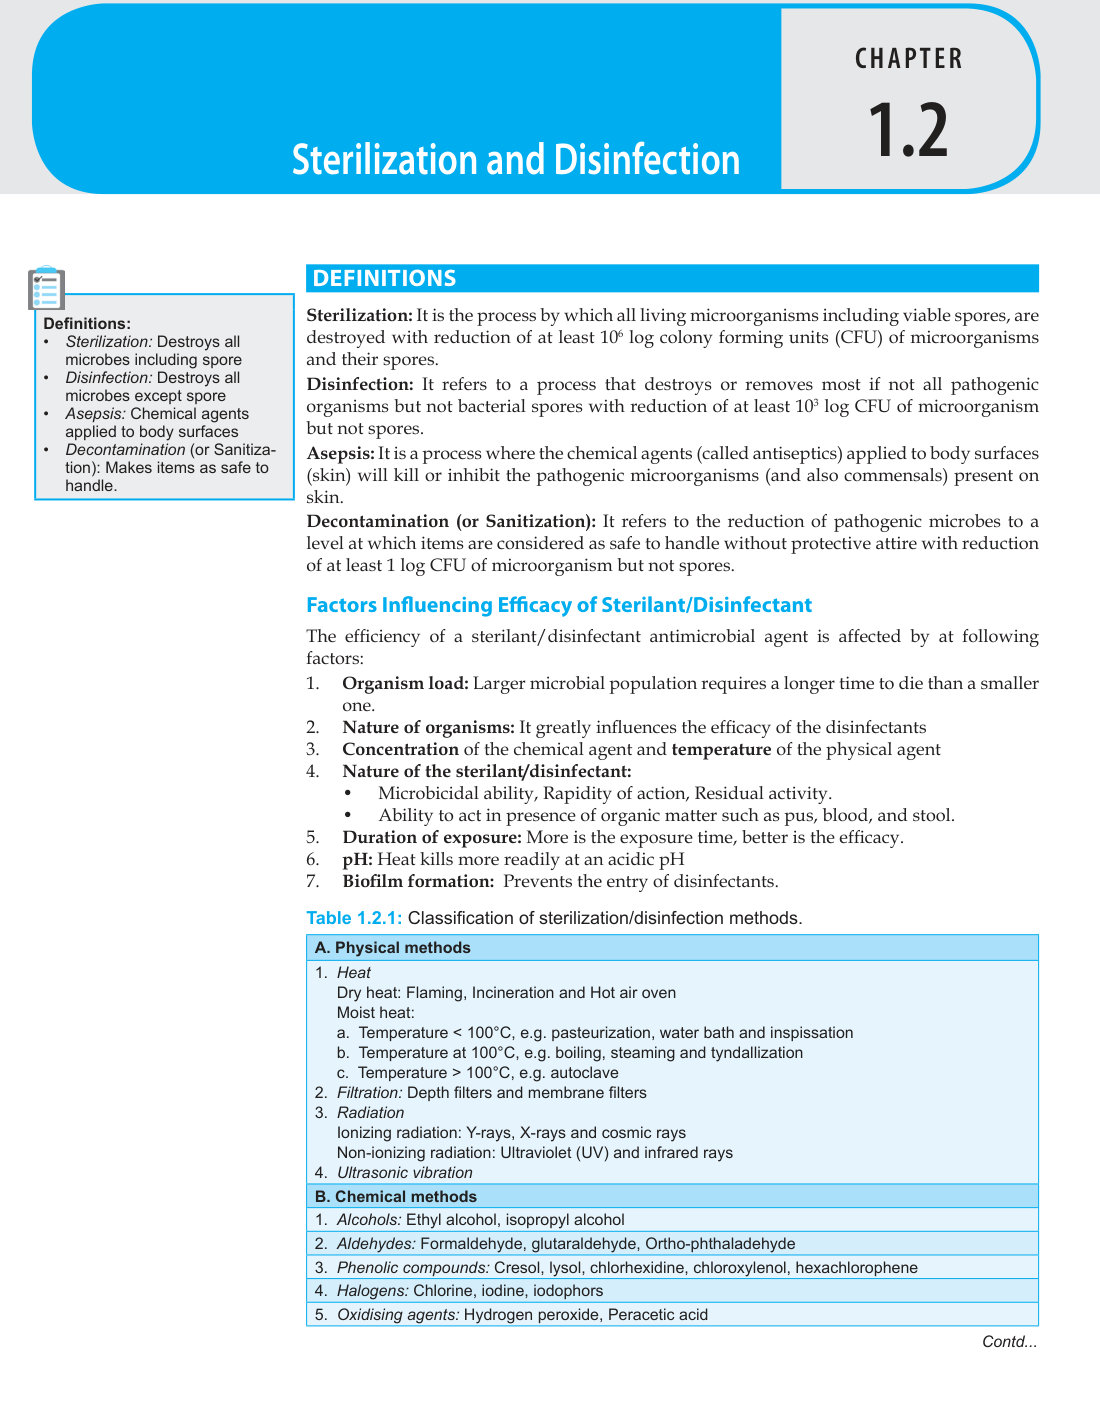 CHAPTER
1.2
Sterilization and Disinfection
Definitions:
• Sterilization: Destroys all
microbes including spore
• Disinfection: Destroys all
microbes except spore
• Asepsis: Chemical agents
applied to body surfaces
• Decontamination (or Sanitiza-
tion): Makes items as safe to
handle.
DEFINITIONS
Sterilization: It is the process by which all living microorganisms including viable spores, are
destroyed with reduction of at least 10⁶ log colony forming units (CFU) of microorganisms
and their spores.
Disinfection: It refers to a process that destroys or removes most if not all pathogenic
organisms but not bacterial spores with reduction of at least 10³ log CFU of microorganism
but not spores.
Asepsis: It is a process where the chemical agents (called antiseptics) applied to body surfaces
(skin) will kill or inhibit the pathogenic microorganisms (and also commensals) present on
skin.
Decontamination (or Sanitization): It refers to the reduction of pathogenic microbes to a
level at which items are considered as safe to handle without protective attire with reduction
of at least 1 log CFU of microorganism but not spores.
Factors Influencing Efficacy of Sterilant/Disinfectant
The efficiency of a sterilant/disinfectant antimicrobial agent is affected by at following
factors:
1. Organism load: Larger microbial population requires a longer time to die than a smaller
one.
2. Nature of organisms: It greatly influences the efficacy of the disinfectants
3. Concentration of the chemical agent and temperature of the physical agent
4. Nature of the sterilant/disinfectant:
• Microbicidal ability, Rapidity of action, Residual activity.
• Ability to act in presence of organic matter such as pus, blood, and stool.
5. Duration of exposure: More is the exposure time, better is the efficacy.
6. pH: Heat kills more readily at an acidic pH
7. Biofilm formation: Prevents the entry of disinfectants.
Table 1.2.1: Classification of sterilization/disinfection methods.
A. Physical methods
1. Heat
Dry heat: Flaming, Incineration and Hot air oven
Moist heat:
a. Temperature < 100°C, e.g. pasteurization, water bath and inspissation
b. Temperature at 100°C, e.g. boiling, steaming and tyndallization
c. Temperature > 100°C, e.g. autoclave
2. Filtration: Depth filters and membrane filters
3. Radiation
Ionizing radiation: Y-rays, X-rays and cosmic rays
Non-ionizing radiation: Ultraviolet (UV) and infrared rays
4. Ultrasonic vibration
B. Chemical methods
1. Alcohols: Ethyl alcohol, isopropyl alcohol
2. Aldehydes: Formaldehyde, glutaraldehyde, Ortho-phthaladehyde
3. Phenolic compounds: Cresol, lysol, chlorhexidine, chloroxylenol, hexachlorophene
4. Halogens: Chlorine, iodine, iodophors
5. Oxidising agents: Hydrogen peroxide, Peracetic acid
Contd...